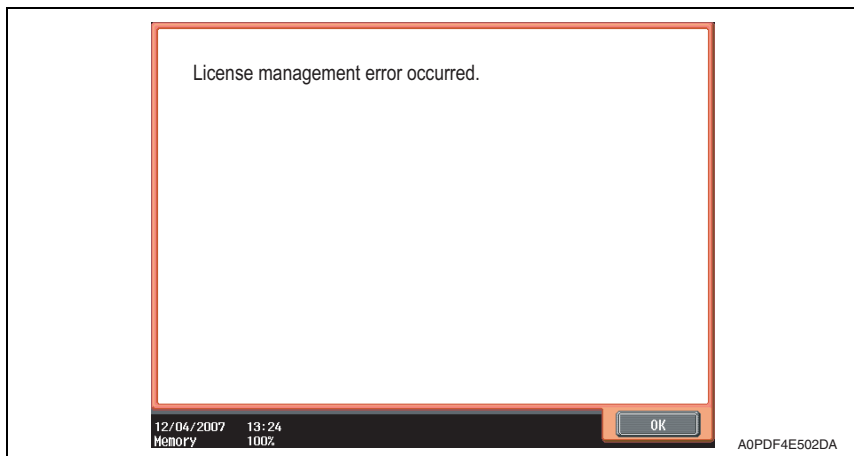 License management error occurred.
12/04/2007 13:24
Memory 100%
OK
A0PDF4E502DA